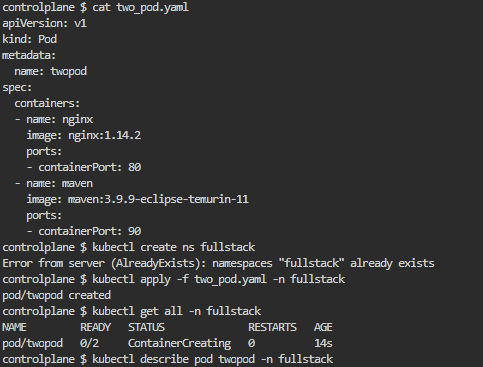 controlplane $ cat two_pod.yaml
apiVersion: v1
kind: Pod
metadata:
  name: twopod
spec:
  containers:
  - name: nginx
    image: nginx:1.14.2
    ports:
    - containerPort: 80
  - name: maven
    image: maven:3.9.9-eclipse-temurin-11
    ports:
    - containerPort: 90
controlplane $ kubectl create ns fullstack
Error from server (AlreadyExists): namespaces "fullstack" already exists
controlplane $ kubectl apply -f two_pod.yaml -n fullstack
pod/twopod created
controlplane $ kubectl get all -n fullstack
NAME         READY   STATUS              RESTARTS   AGE
pod/twopod   0/2     ContainerCreating   0          14s
controlplane $ kubectl describe pod twopod -n fullstack